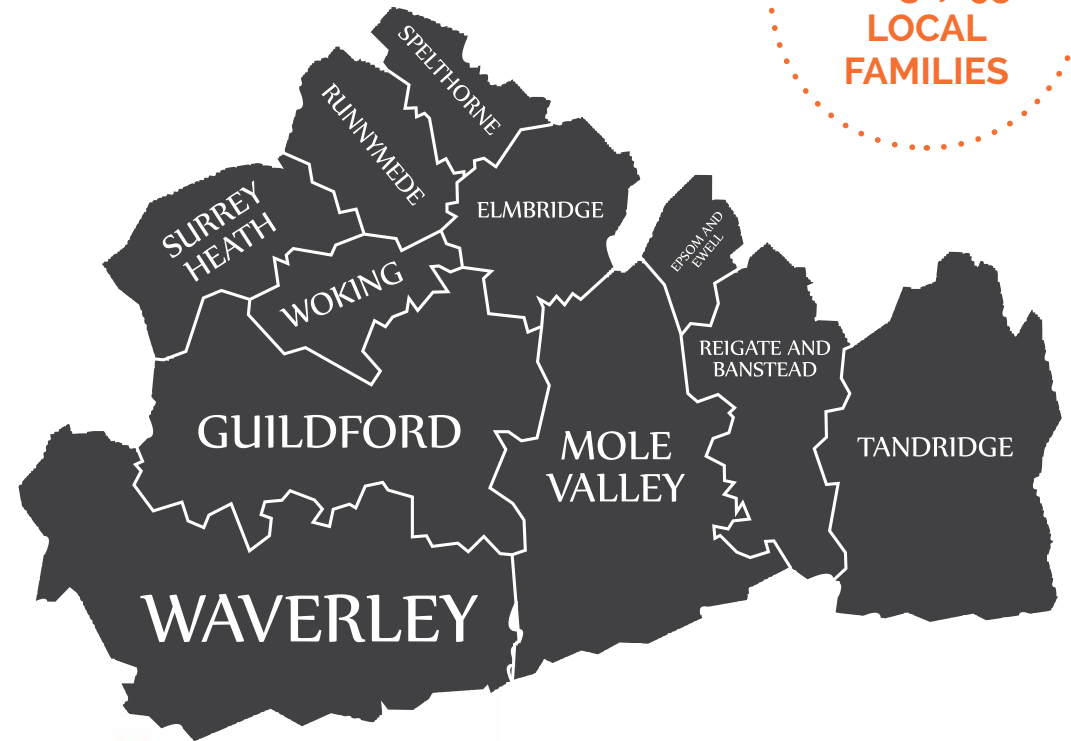 LOCAL
FAMILIES
SPELTHORNE
RUNNYMEDE
ELMBRIDGE
SURREY
HEATH
EPSOM AND
EWELL
WOKING
REIGATE AND
BANSTEAD
GUILDFORD
MOLE
VALLEY
TANDRIDGE
WAVERLEY